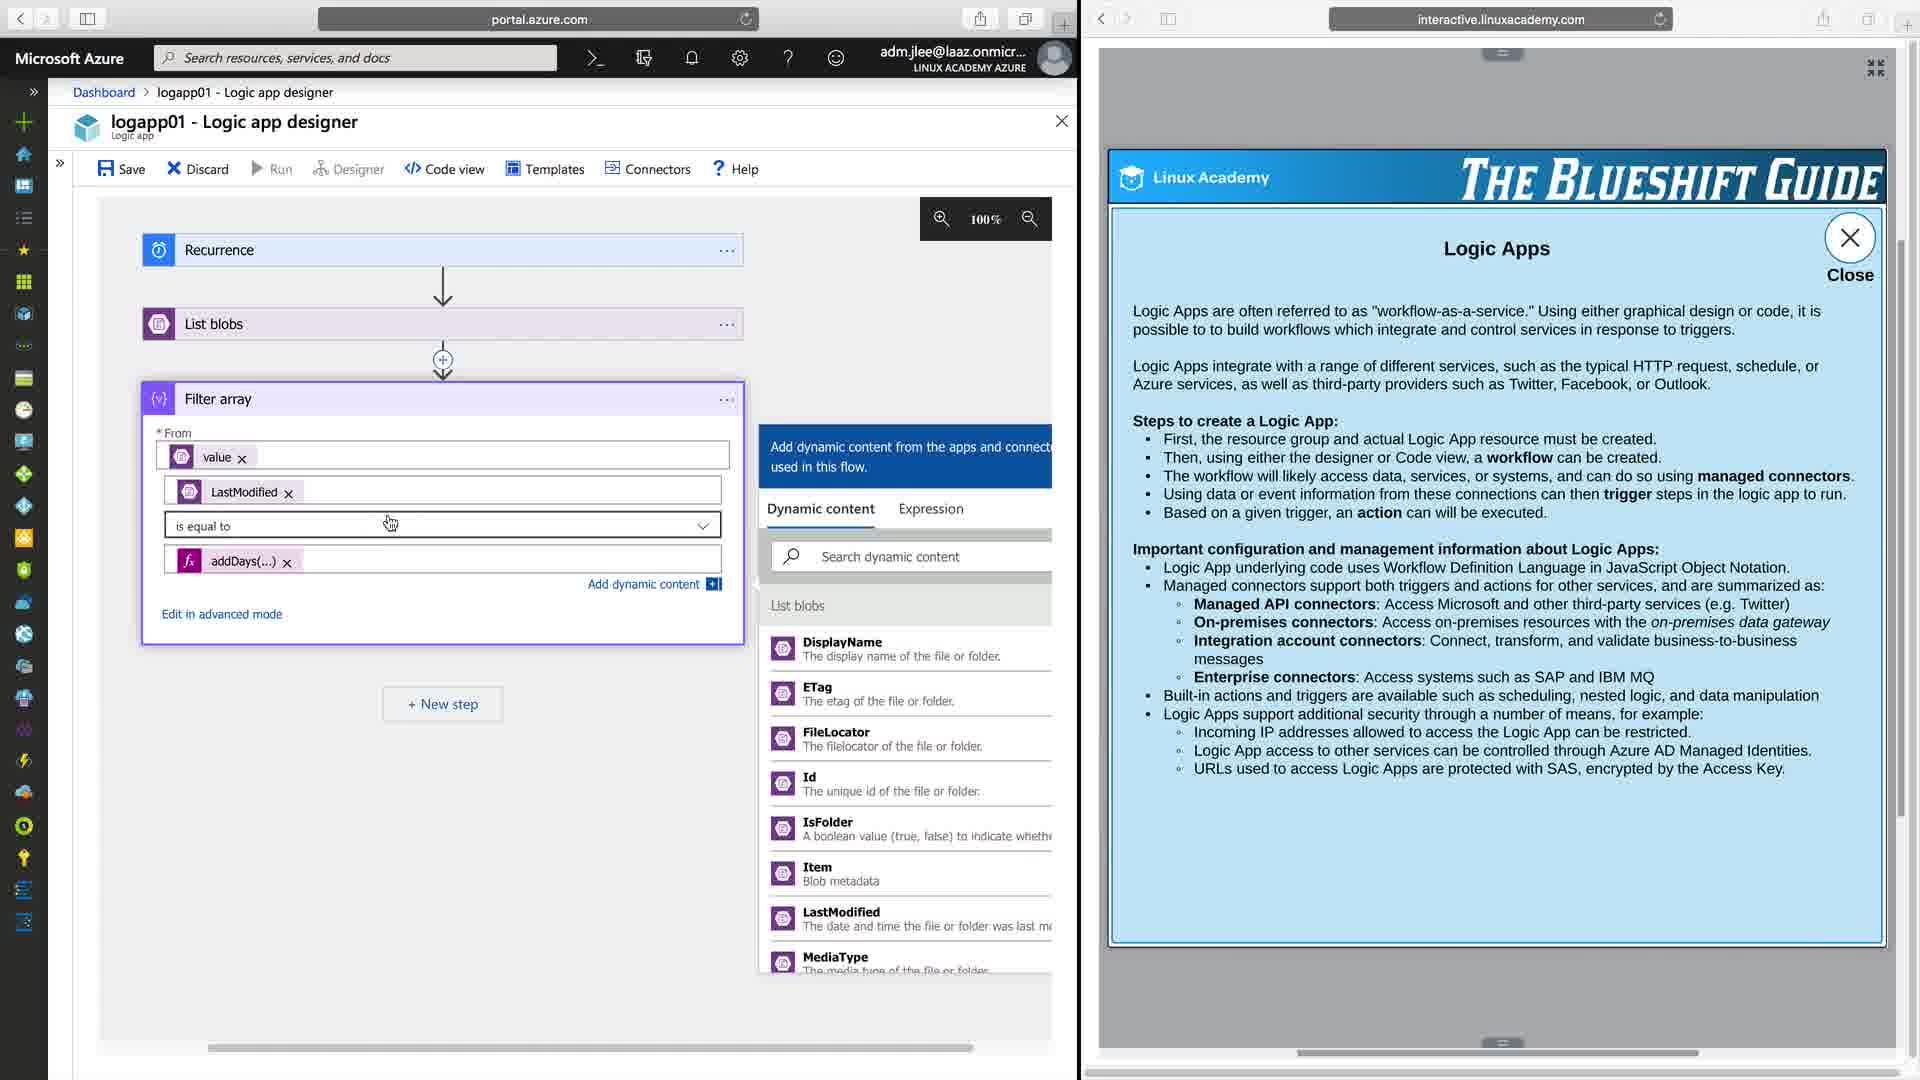 portal.azure.com
Microsoft Azure
Search resources, services, and docs
adm.jlee@laaz.onmicr...
LINUX ACADEMY AZURE
Dashboard > logapp01 - Logic app designer
logapp01 - Logic app designer
Logic app
Save
Discard
Run
Designer
Code view
Templates
Connectors
Help
100%
Recurrence
List blobs
Filter array
* From
value
LastModified
is equal to
addDays(...)
Add dynamic content
Edit in advanced mode
+ New step
Add dynamic content from the apps and connect
used in this flow.
Dynamic content
Expression
Search dynamic content
List blobs
DisplayName
The display name of the file or folder.
ETag
The etag of the file or folder.
FileLocator
The filelocator of the file or folder.
Id
The unique id of the file or folder.
IsFolder
A boolean value (true, false) to indicate whethe
Item
Blob metadata
LastModified
The date and time the file or folder was last m
MediaType
The media type of the file or folder.
interactive.linuxacademy.com
Linux Academy
THE BLUESHIFT GUIDE
Logic Apps
Close
Logic Apps are often referred to as "workflow-as-a-service." Using either graphical design or code, it is
possible to to build workflows which integrate and control services in response to triggers.
Logic Apps integrate with a range of different services, such as the typical HTTP request, schedule, or
Azure services, as well as third-party providers such as Twitter, Facebook, or Outlook.
Steps to create a Logic App:
• First, the resource group and actual Logic App resource must be created.
• Then, using either the designer or Code view, a workflow can be created.
• The workflow will likely access data, services, or systems, and can do so using managed connectors.
• Using data or event information from these connections can then trigger steps in the logic app to run.
• Based on a given trigger, an action can will be executed.
Important configuration and management information about Logic Apps:
• Logic App underlying code uses Workflow Definition Language in JavaScript Object Notation.
• Managed connectors support both triggers and actions for other services, and are summarized as:
◦ Managed API connectors: Access Microsoft and other third-party services (e.g. Twitter)
◦ On-premises connectors: Access on-premises resources with the on-premises data gateway
◦ Integration account connectors: Connect, transform, and validate business-to-business
messages
◦ Enterprise connectors: Access systems such as SAP and IBM MQ
• Built-in actions and triggers are available such as scheduling, nested logic, and data manipulation
• Logic Apps support additional security through a number of means, for example:
◦ Incoming IP addresses allowed to access the Logic App can be restricted.
◦ Logic App access to other services can be controlled through Azure AD Managed Identities.
◦ URLs used to access Logic Apps are protected with SAS, encrypted by the Access Key.